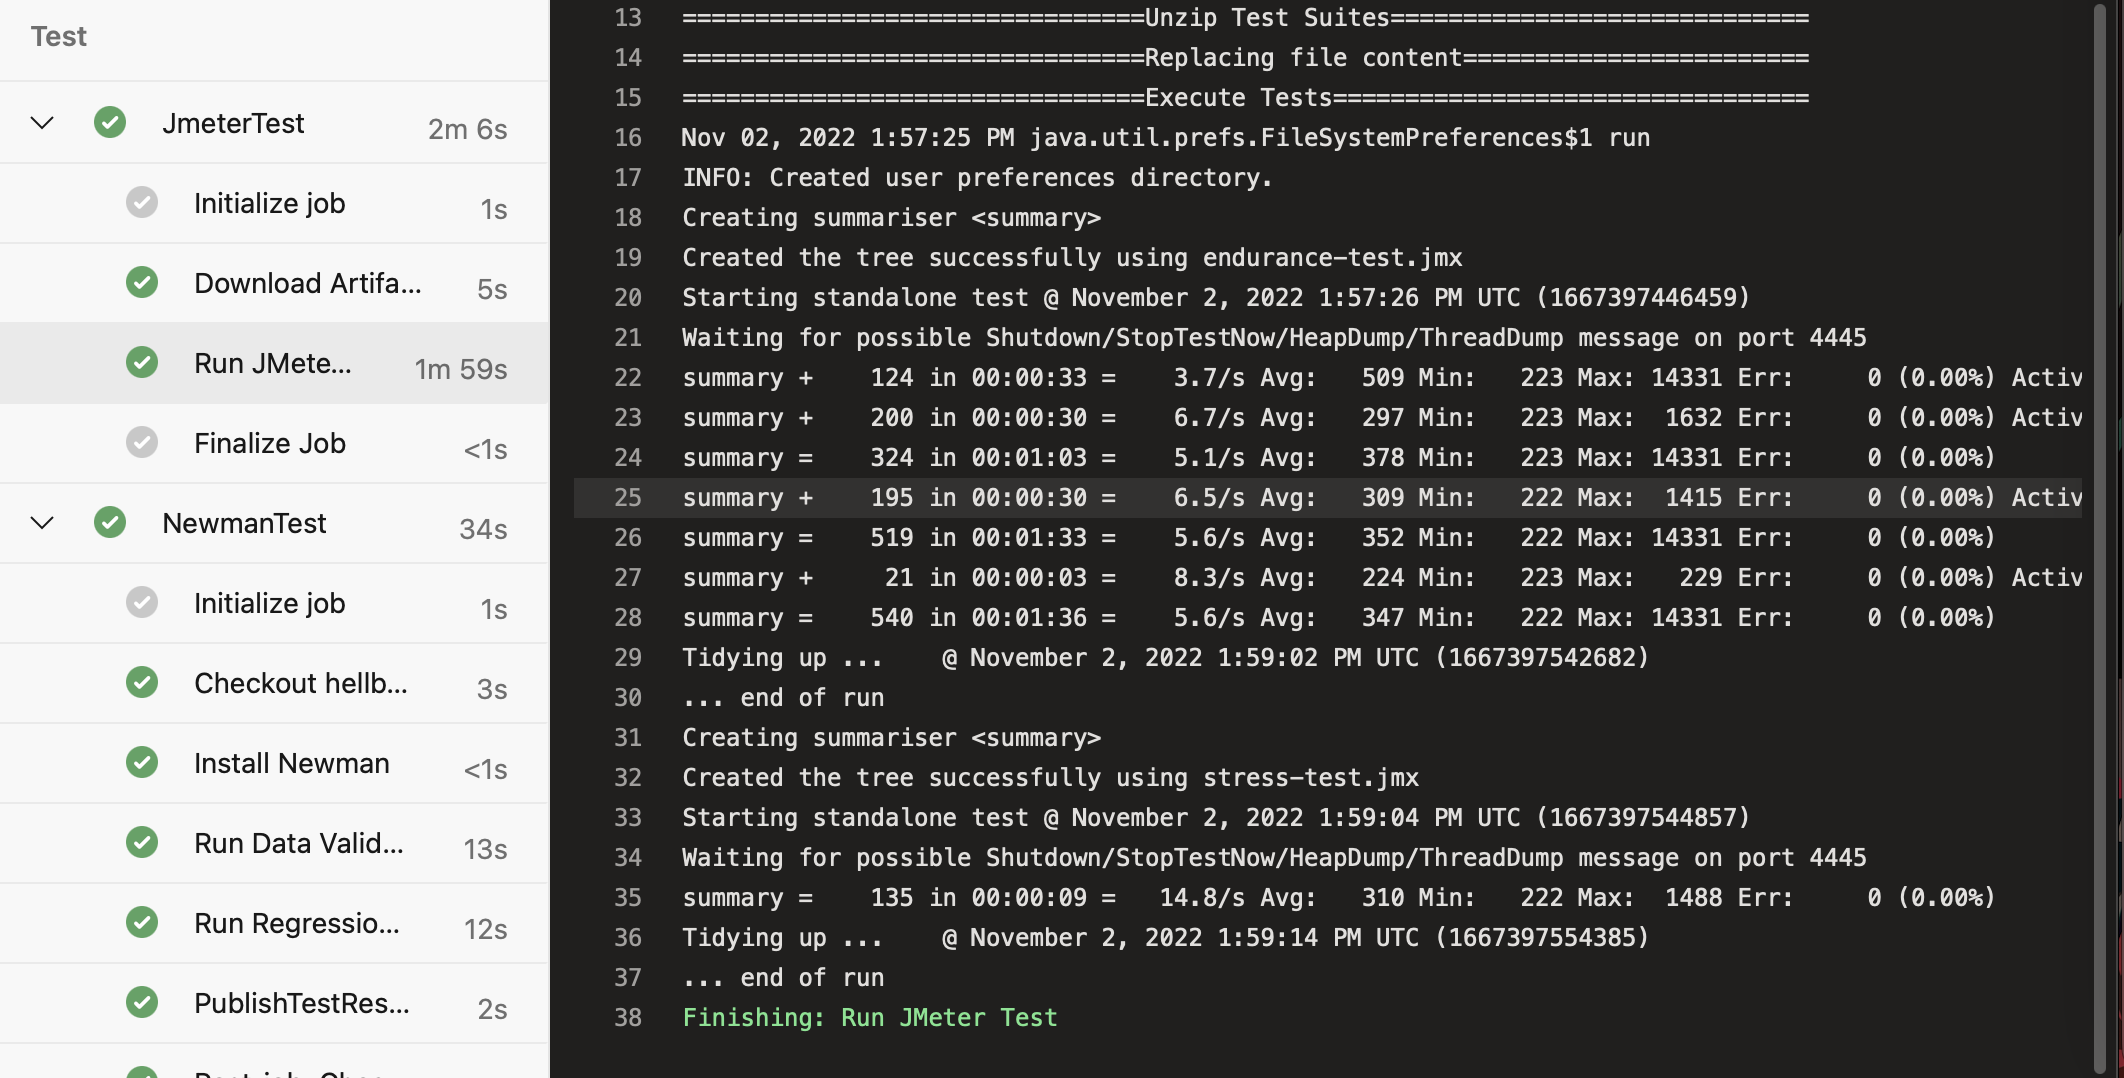 Test
JmeterTest 2m 6s
Initialize job 1s
Download Artifa... 5s
Run JMete... 1m 59s
Finalize Job <1s
NewmanTest 34s
Initialize job 1s
Checkout hellb... 3s
Install Newman <1s
Run Data Valid... 13s
Run Regressio... 12s
PublishTestRes... 2s
13 ================================Unzip Test Suites=============================
14 ================================Replacing file content========================
15 ================================Execute Tests=================================
16 Nov 02, 2022 1:57:25 PM java.util.prefs.FileSystemPreferences$1 run
17 INFO: Created user preferences directory.
18 Creating summariser <summary>
19 Created the tree successfully using endurance-test.jmx
20 Starting standalone test @ November 2, 2022 1:57:26 PM UTC (1667397446459)
21 Waiting for possible Shutdown/StopTestNow/HeapDump/ThreadDump message on port 4445
22 summary +    124 in 00:00:33 =    3.7/s Avg:   509 Min:   223 Max: 14331 Err:     0 (0.00%) Activ
23 summary +    200 in 00:00:30 =    6.7/s Avg:   297 Min:   223 Max:  1632 Err:     0 (0.00%) Activ
24 summary =    324 in 00:01:03 =    5.1/s Avg:   378 Min:   223 Max: 14331 Err:     0 (0.00%)
25 summary +    195 in 00:00:30 =    6.5/s Avg:   309 Min:   222 Max:  1415 Err:     0 (0.00%) Activ
26 summary =    519 in 00:01:33 =    5.6/s Avg:   352 Min:   222 Max: 14331 Err:     0 (0.00%)
27 summary +     21 in 00:00:03 =    8.3/s Avg:   224 Min:   223 Max:   229 Err:     0 (0.00%) Activ
28 summary =    540 in 00:01:36 =    5.6/s Avg:   347 Min:   222 Max: 14331 Err:     0 (0.00%)
29 Tidying up ...    @ November 2, 2022 1:59:02 PM UTC (1667397542682)
30 ... end of run
31 Creating summariser <summary>
32 Created the tree successfully using stress-test.jmx
33 Starting standalone test @ November 2, 2022 1:59:04 PM UTC (1667397544857)
34 Waiting for possible Shutdown/StopTestNow/HeapDump/ThreadDump message on port 4445
35 summary =    135 in 00:00:09 =   14.8/s Avg:   310 Min:   222 Max:  1488 Err:     0 (0.00%)
36 Tidying up ...    @ November 2, 2022 1:59:14 PM UTC (1667397554385)
37 ... end of run
38 Finishing: Run JMeter Test